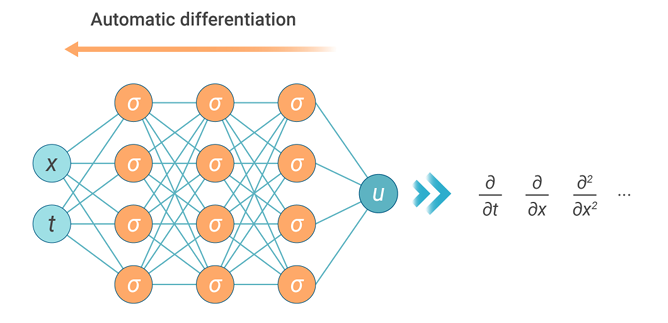 Automatic differentiation
σ σ σ
x σ σ σ
u
t σ σ σ
σ σ σ
∂ ∂ ∂²
∂t ∂x ∂x² ...